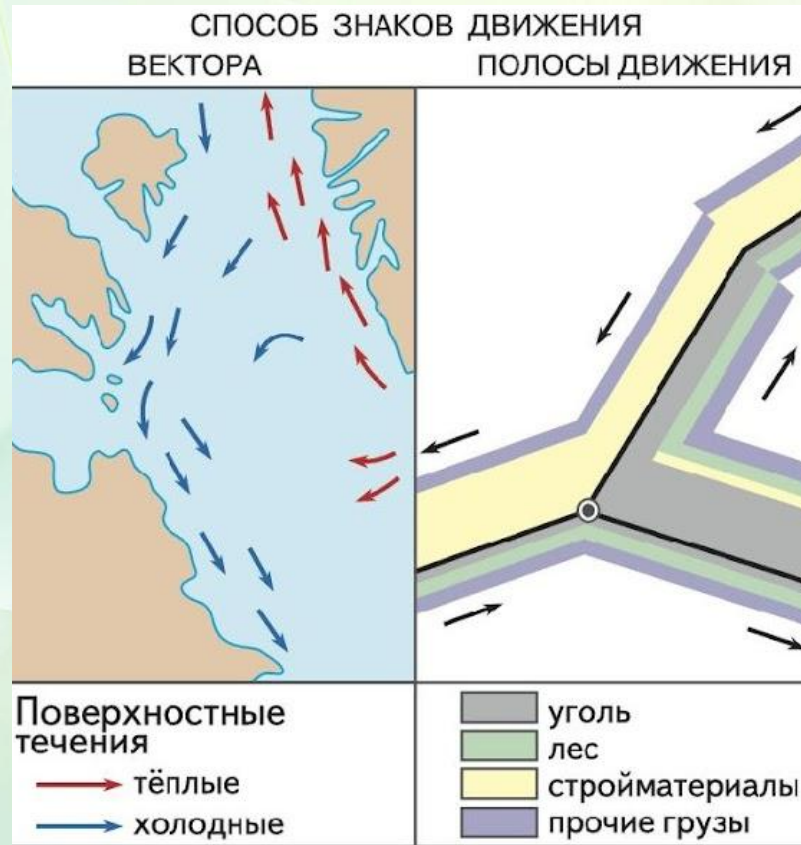 СПОСОБ ЗНАКОВ ДВИЖЕНИЯ
ВЕКТОРА
ПОЛОСЫ ДВИЖЕНИЯ
Поверхностные
течения
тёплые
холодные
уголь
лес
стройматериалы
прочие грузы